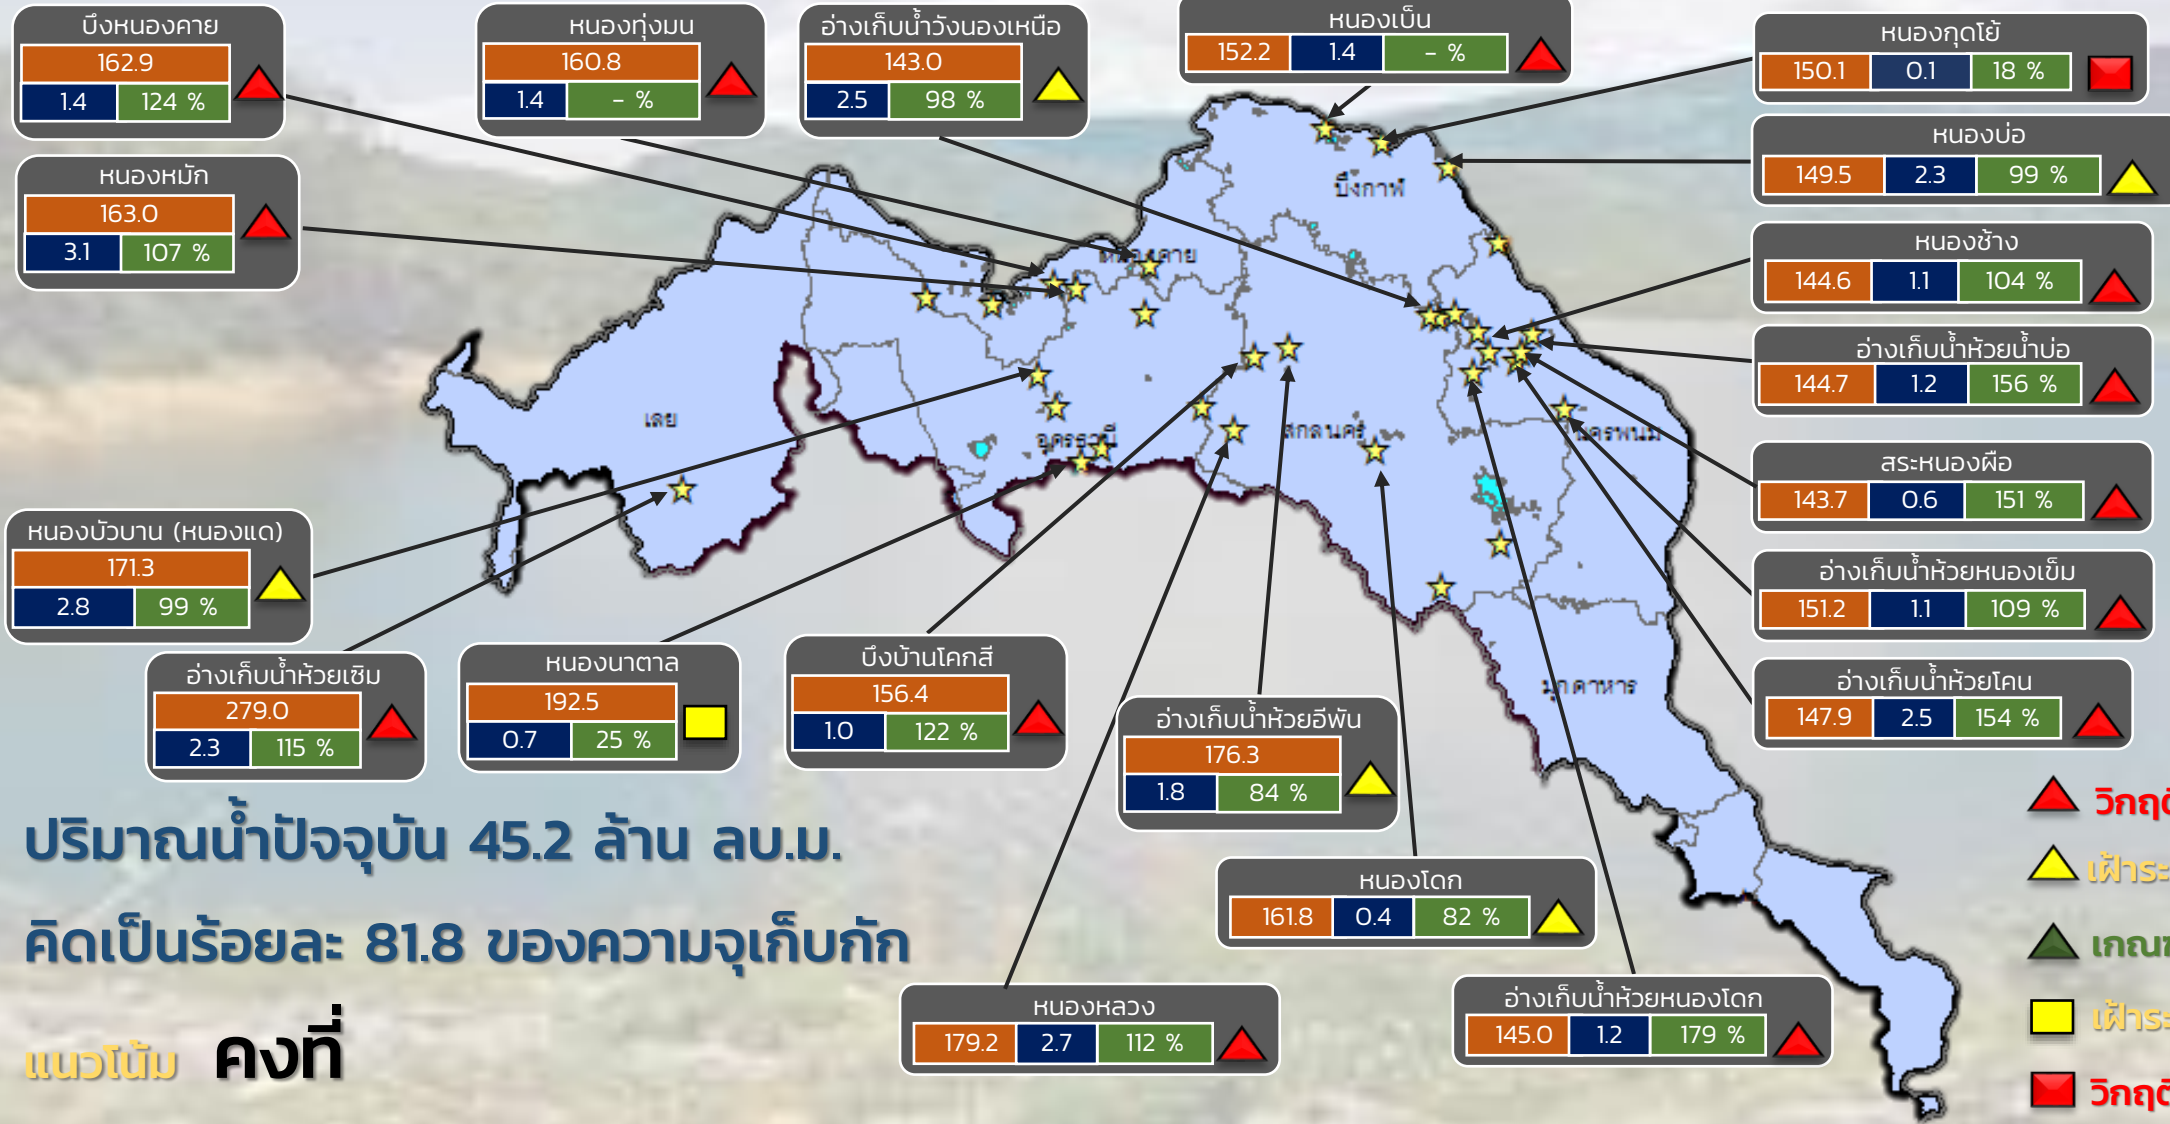 บึงหนองคาย
162.9
1.4 124 %
หนองทุ่งมน
160.8
1.4 - %
อ่างเก็บน้ำวังนองเหนือ
143.0
2.5 98 %
หนองเบ็น
152.2 1.4 - %
หนองกุดโย้
150.1 0.1 18 %
หนองหมัก
163.0
3.1 107 %
หนองบ่อ
149.5 2.3 99 %
หนองช้าง
144.6 1.1 104 %
อ่างเก็บน้ำห้วยน้ำบ่อ
144.7 1.2 156 %
สระหนองผือ
143.7 0.6 151 %
อ่างเก็บน้ำห้วยหนองเข็ม
151.2 1.1 109 %
อ่างเก็บน้ำห้วยโคน
147.9 2.5 154 %
บึงกาฬ
หนองคาย
เลย
อุดรธานี
สกลนคร
นครพนม
มุกดาหาร
หนองบัวบาน (หนองแด)
171.3
2.8 99 %
อ่างเก็บน้ำห้วยเซิม
279.0
2.3 115 %
หนองนาตาล
192.5
0.7 25 %
บึงบ้านโคกสี
156.4
1.0 122 %
อ่างเก็บน้ำห้วยอีพัน
176.3
1.8 84 %
หนองโดก
161.8 0.4 82 %
หนองหลวง
179.2 2.7 112 %
อ่างเก็บน้ำห้วยหนองโดก
145.0 1.2 179 %
ปริมาณน้ำปัจจุบัน 45.2 ล้าน ลบ.ม.
คิดเป็นร้อยละ 81.8 ของความจุเก็บกัก
แนวโน้ม คงที่